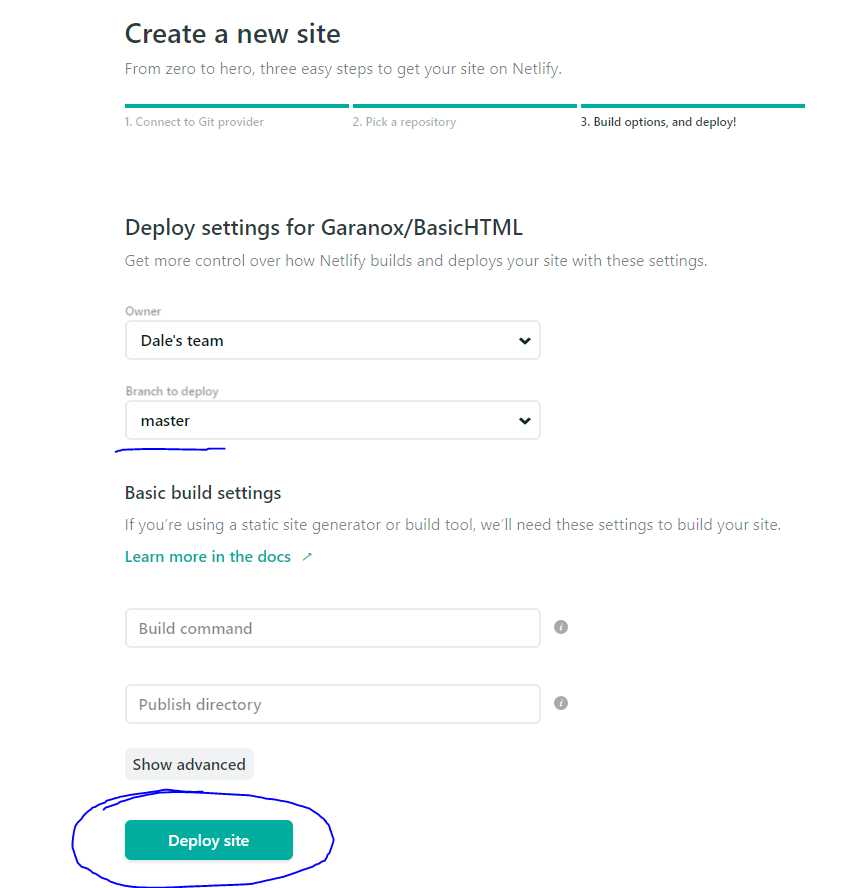 Create a new site
From zero to hero, three easy steps to get your site on Netlify.
1. Connect to Git provider
2. Pick a repository
3. Build options, and deploy!
Deploy settings for Garanox/BasicHTML
Get more control over how Netlify builds and deploys your site with these settings.
Owner
Dale's team
Branch to deploy
master
Basic build settings
If you're using a static site generator or build tool, we'll need these settings to build your site.
Learn more in the docs ↗
Build command
i
Publish directory
i
Show advanced
Deploy site